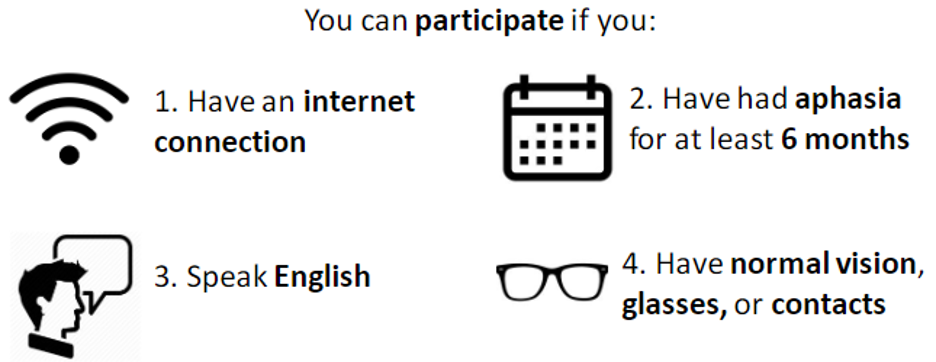 You can participate if you:
1. Have an internet
connection
2. Have had aphasia
for at least 6 months
3. Speak English
4. Have normal vision,
glasses, or contacts